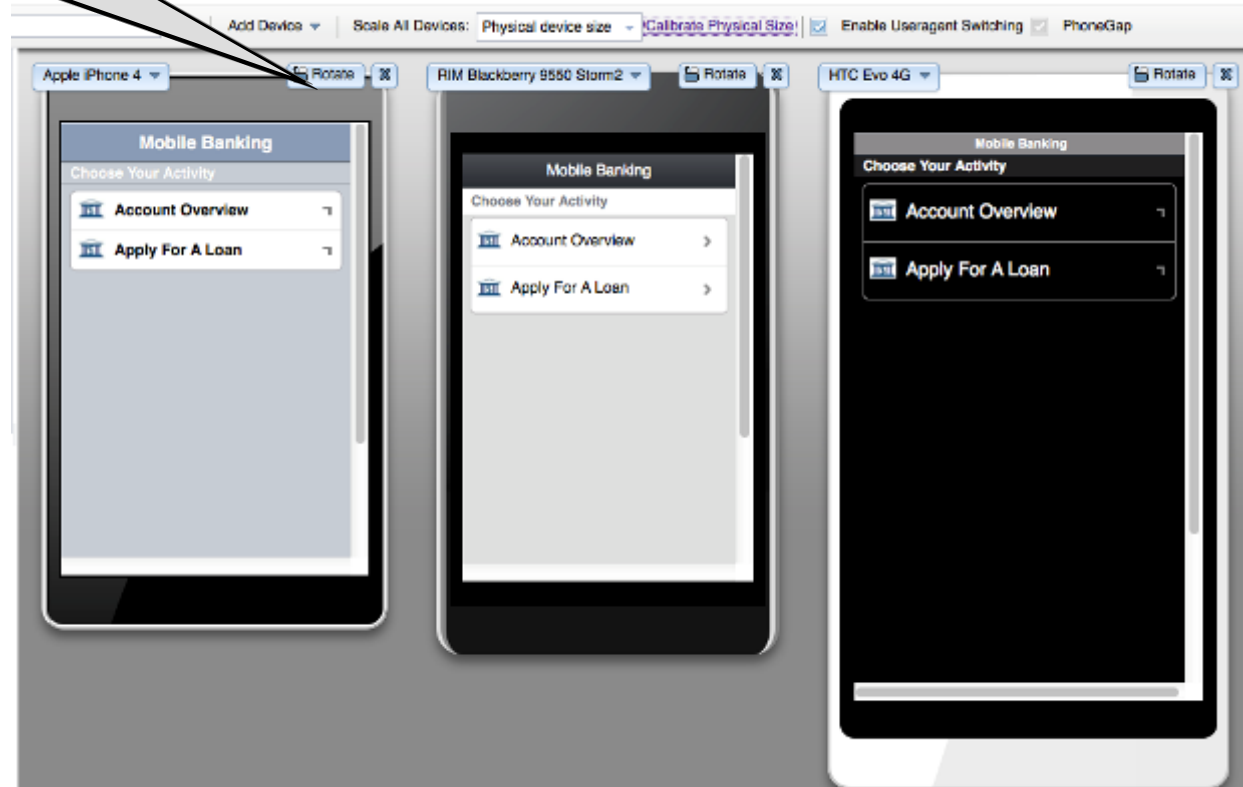 Add Device Scale All Devices: Physical device size Calibrate Physical Size Enable Useragent Switching PhoneGap
Apple iPhone 4 Rotate
RIM Blackberry 9550 Storm2 Rotate
HTC Evo 4G Rotate
Mobile Banking
Choose Your Activity
Account Overview
Apply For A Loan
Mobile Banking
Choose Your Activity
Account Overview
Apply For A Loan
Mobile Banking
Choose Your Activity
Account Overview
Apply For A Loan